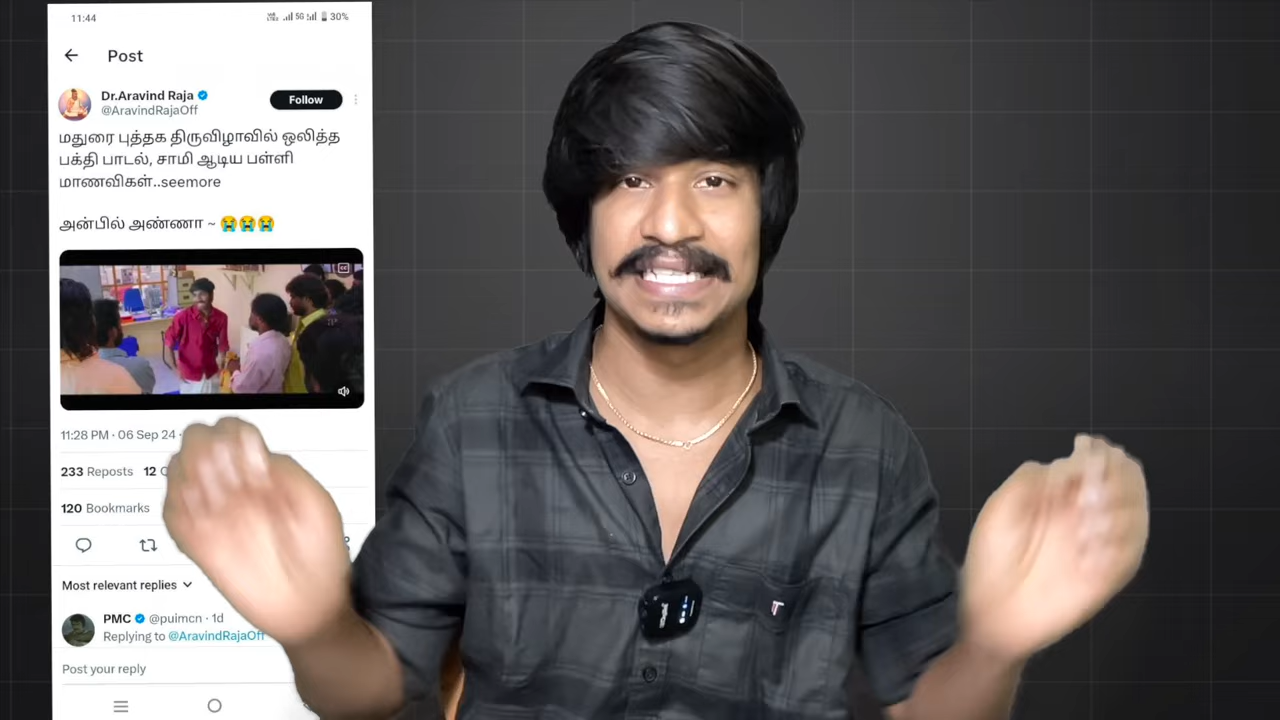 11:44
5G
30%
Post
Dr.Aravind Raja
@AravindRajaOff
Follow
மதுரை புத்தக திருவிழாவில் ஒலித்த
பக்தி பாடல், சாமி ஆடிய பள்ளி
மாணவிகள்..seemore
அன்பில் அண்ணா ~ 😭😭😭
11:28 PM · 06 Sep 24 ·
233 Reposts 12
120 Bookmarks
Most relevant replies
PMC @puimcn · 1d
Replying to @AravindRajaOff
Post your reply